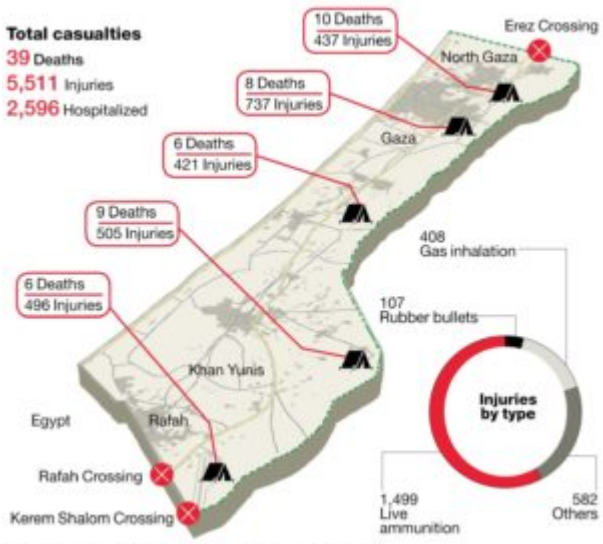 Total casualties
39 Deaths
5,511 Injuries
2,596 Hospitalized
10 Deaths
437 Injuries
Erez Crossing
North Gaza
8 Deaths
737 Injuries
Gaza
6 Deaths
421 Injuries
9 Deaths
505 Injuries
408
Gas inhalation
6 Deaths
496 Injuries
107
Rubber bullets
Khan Yunis
Injuries
by type
Egypt
Rafah
Rafah Crossing
Kerem Shalom Crossing
1,499
Live
ammunition
582
Others